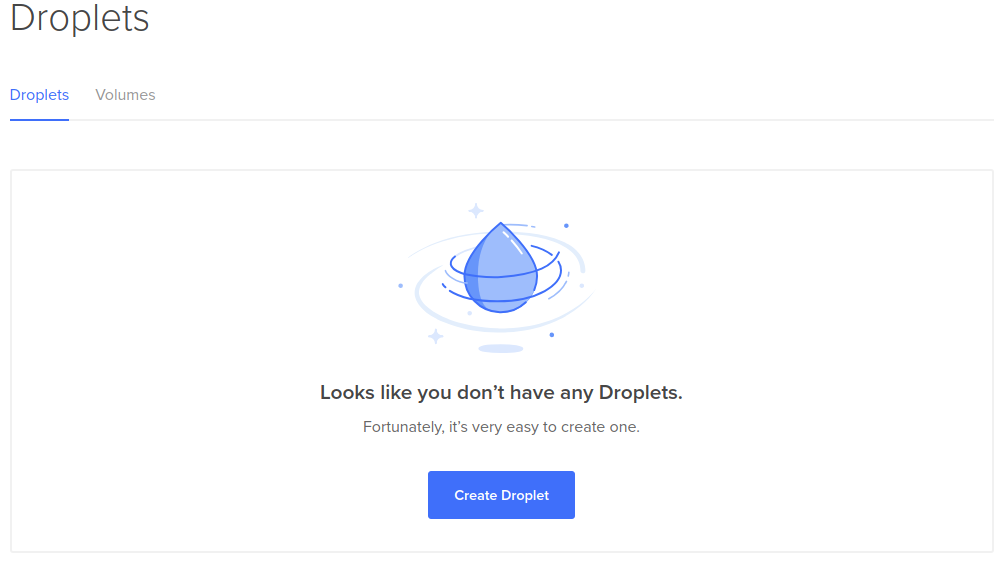 Droplets
Droplets Volumes
Looks like you don’t have any Droplets.
Fortunately, it’s very easy to create one.
Create Droplet